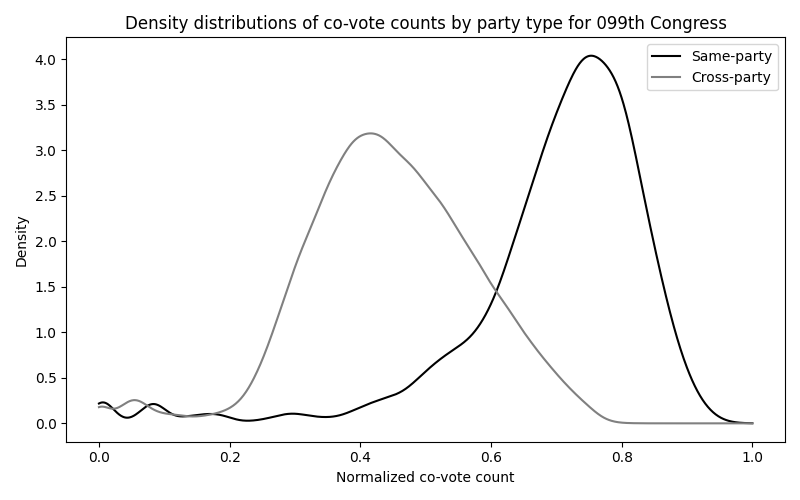 Density distributions of co-vote counts by party type for 099th Congress
Same-party
Cross-party
4.0
3.5
3.0
2.5
2.0
1.5
1.0
0.5
0.0
Density
0.0 0.2 0.4 0.6 0.8 1.0
Normalized co-vote count